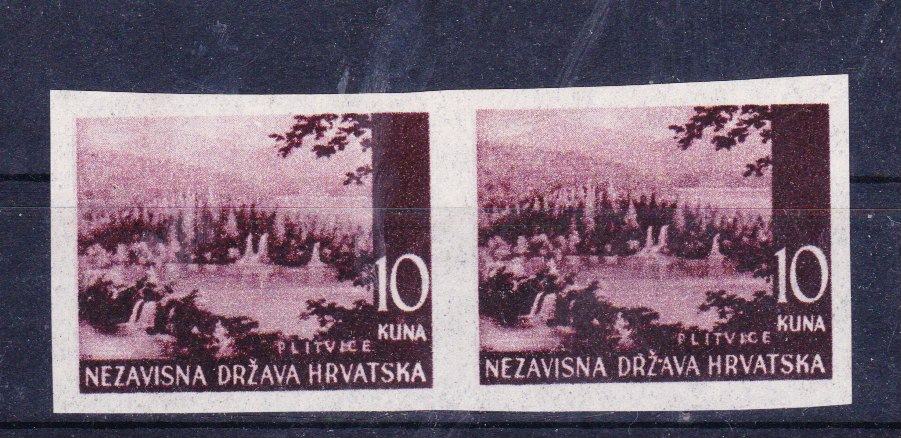 10
KUNA
PLITVICE
NEZAVISNA DRŽAVA HRVATSKA
10
KUNA
PLITVICE
NEZAVISNA DRŽAVA HRVATSKA